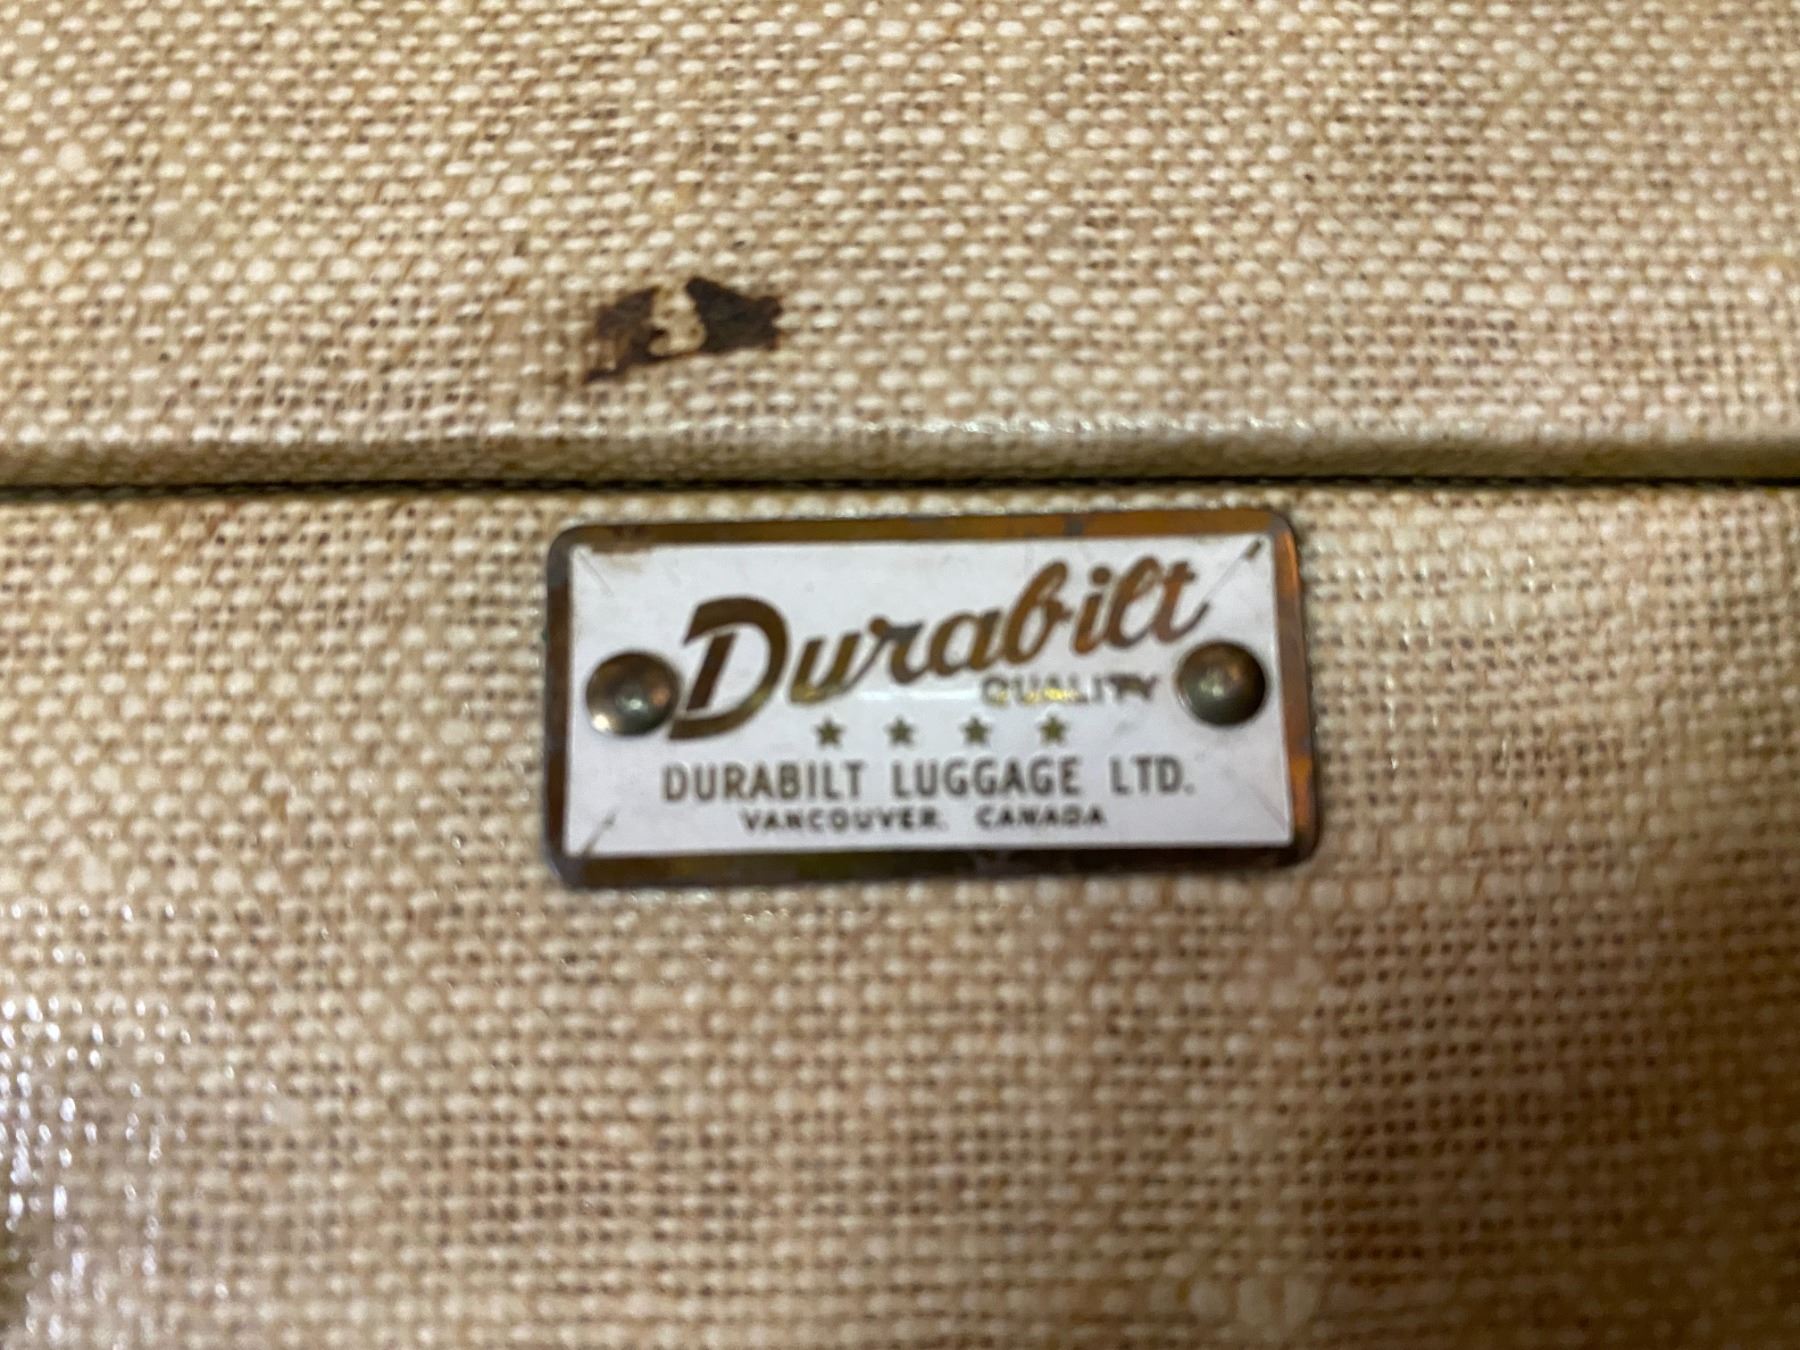 Durabilt
QUALITY
DURABILT LUGGAGE LTD.
VANCOUVER, CANADA